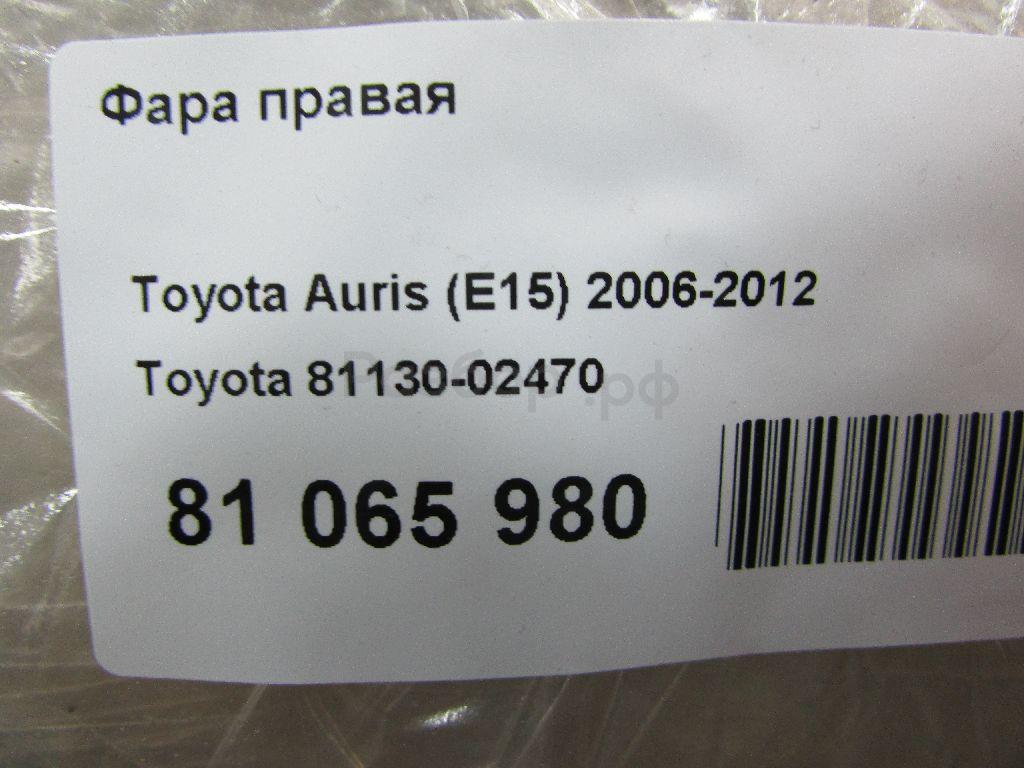 Фара правая
Toyota Auris (E15) 2006-2012
Toyota 81130-02470
81 065 980